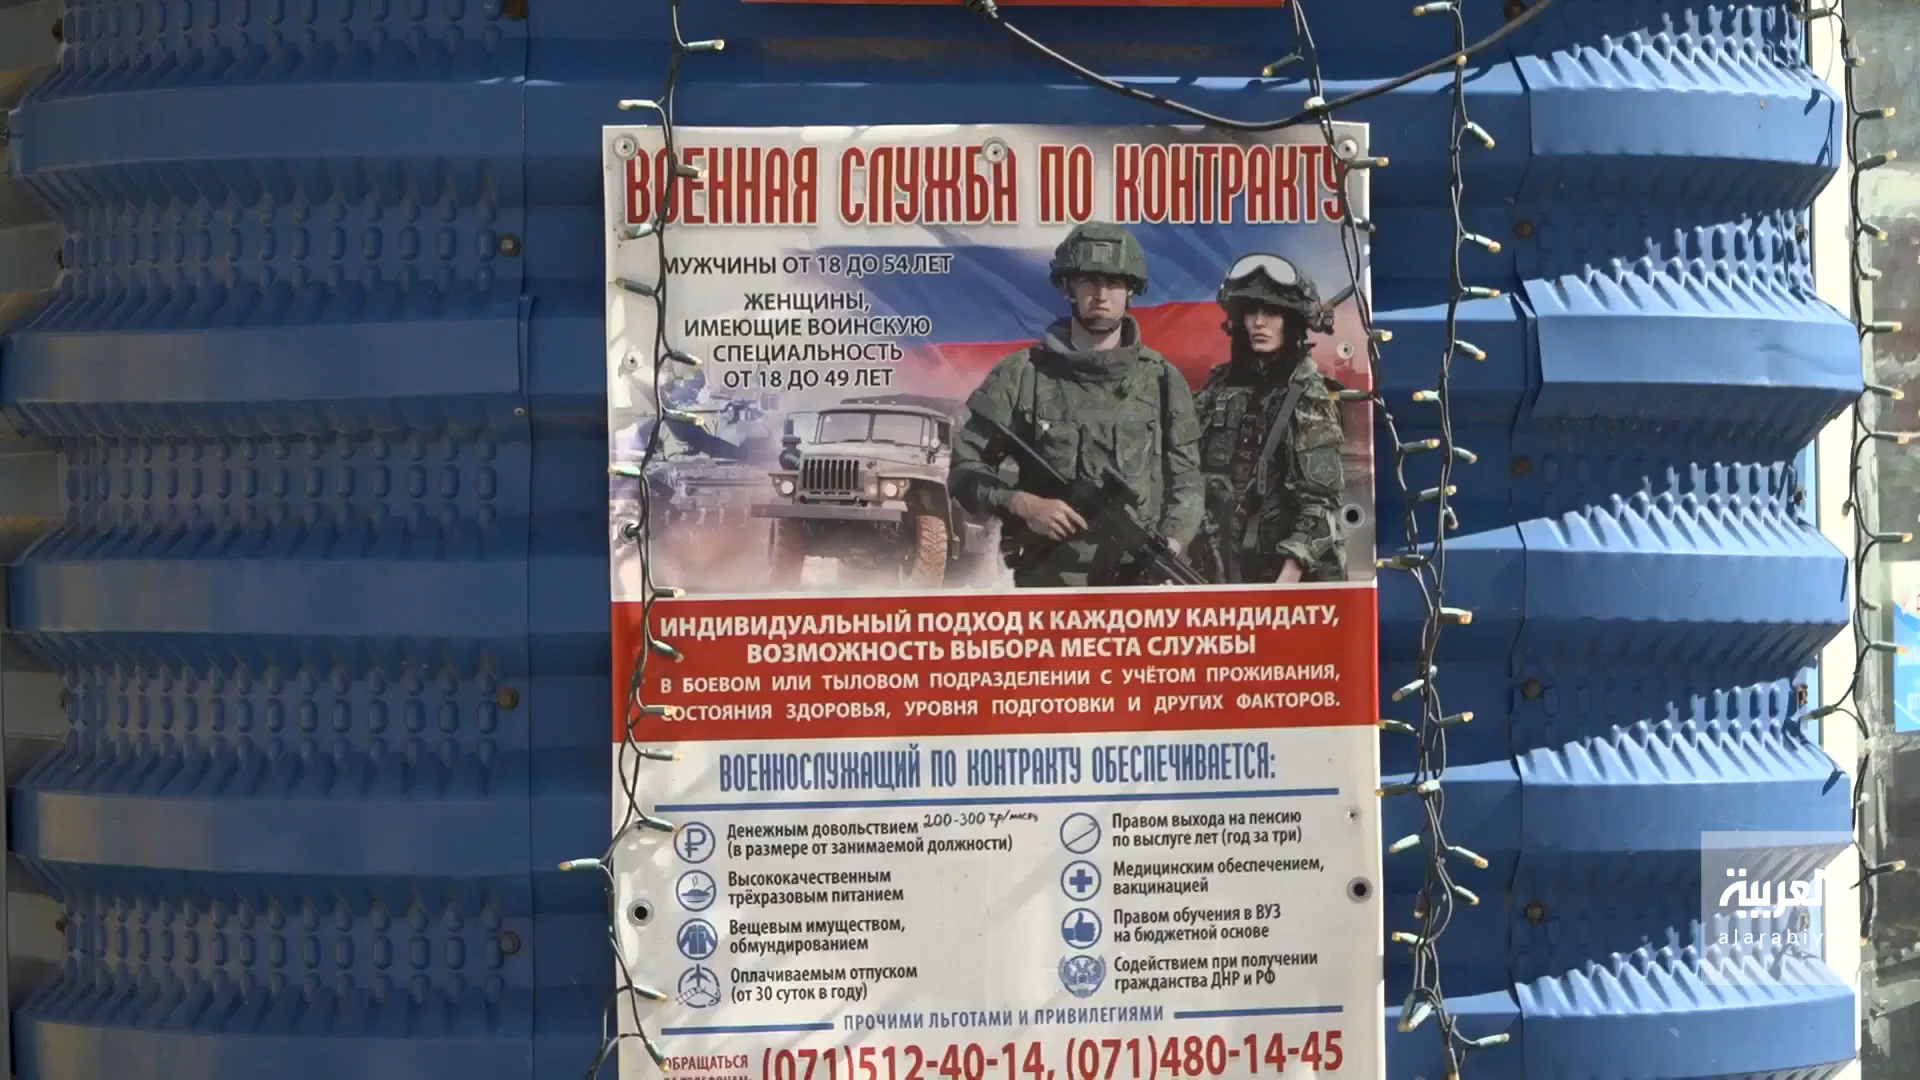 ВОЕННАЯ СЛУЖБА ПО КОНТРАКТУ
МУЖЧИНЫ ОТ 18 ДО 54 ЛЕТ
ЖЕНЩИНЫ,
ИМЕЮЩИЕ ВОИНСКУЮ
СПЕЦИАЛЬНОСТЬ
ОТ 18 ДО 49 ЛЕТ
ИНДИВИДУАЛЬНЫЙ ПОДХОД К КАЖДОМУ КАНДИДАТУ,
ВОЗМОЖНОСТЬ ВЫБОРА МЕСТА СЛУЖБЫ
В БОЕВОМ ИЛИ ТЫЛОВОМ ПОДРАЗДЕЛЕНИИ С УЧЁТОМ ПРОЖИВАНИЯ,
СОСТОЯНИЯ ЗДОРОВЬЯ, УРОВНЯ ПОДГОТОВКИ И ДРУГИХ ФАКТОРОВ.
ВОЕННОСЛУЖАЩИЙ ПО КОНТРАКТУ ОБЕСПЕЧИВАЕТСЯ:
Денежным довольствием 200-300 т.р/месяц
(в размере от занимаемой должности)
Высококачественным
трёхразовым питанием
Вещевым имуществом,
обмундированием
Оплачиваемым отпуском
(от 30 суток в году)
Правом выхода на пенсию
по выслуге лет (год за три)
Медицинским обеспечением,
вакцинацией
Правом обучения в ВУЗ
на бюджетной основе
Содействием при получении
гражданства ДНР и РФ
ПРОЧИМИ ЛЬГОТАМИ И ПРИВИЛЕГИЯМИ
ОБРАЩАТЬСЯ
(071)512-40-14, (071)480-14-45
العربية
alarabiy